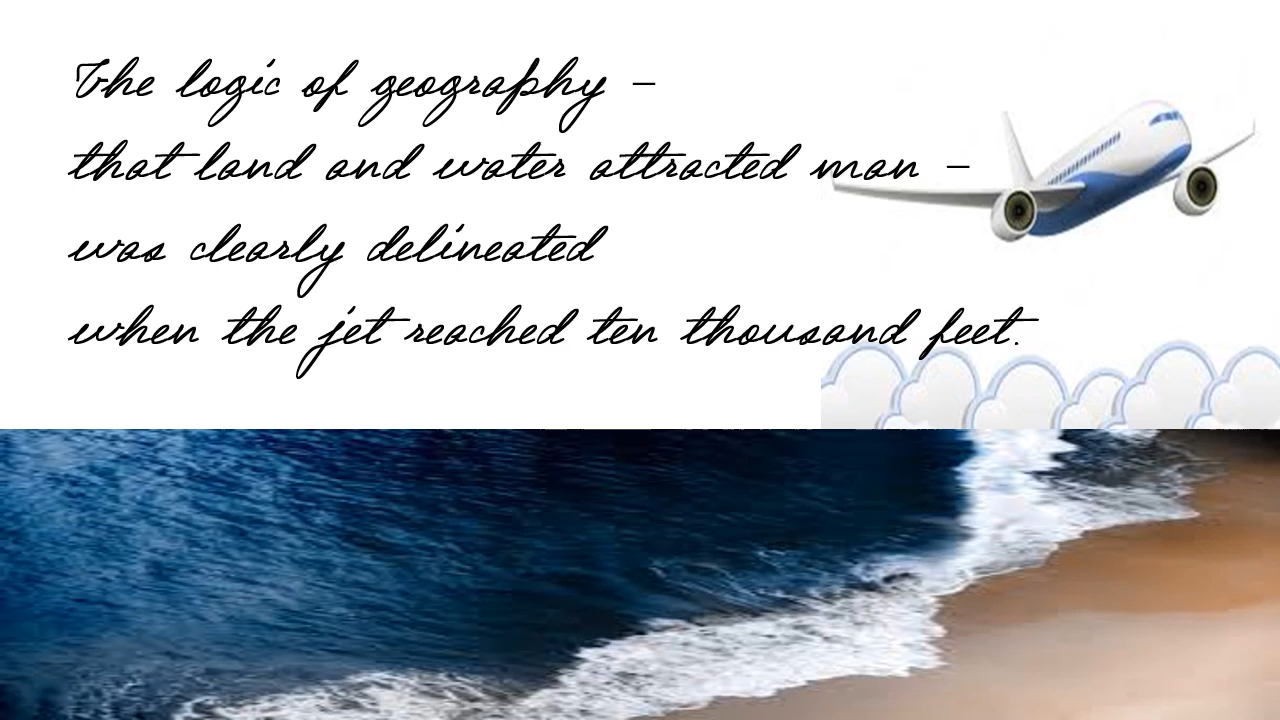 The logic of geography –
that land and water attracted man –
was clearly delineated
when the jet reached ten thousand feet.